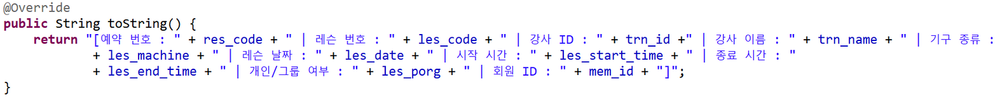 @Override
public String toString() {
return "[예약 번호 : " + res_code + " | 레슨 번호 : " + les_code + " | 강사 ID : " + trn_id +" | 강사 이름 : " + trn_name + " | 기구 종류 :
+ les_machine + " | 레슨 날짜 : " + les_date + " | 시작 시간 : " + les_start_time + " | 종료 시간 : "
+ les_end_time + " | 개인/그룹 여부 : " + les_porg + " | 회원 ID : " + mem_id + "]";
}